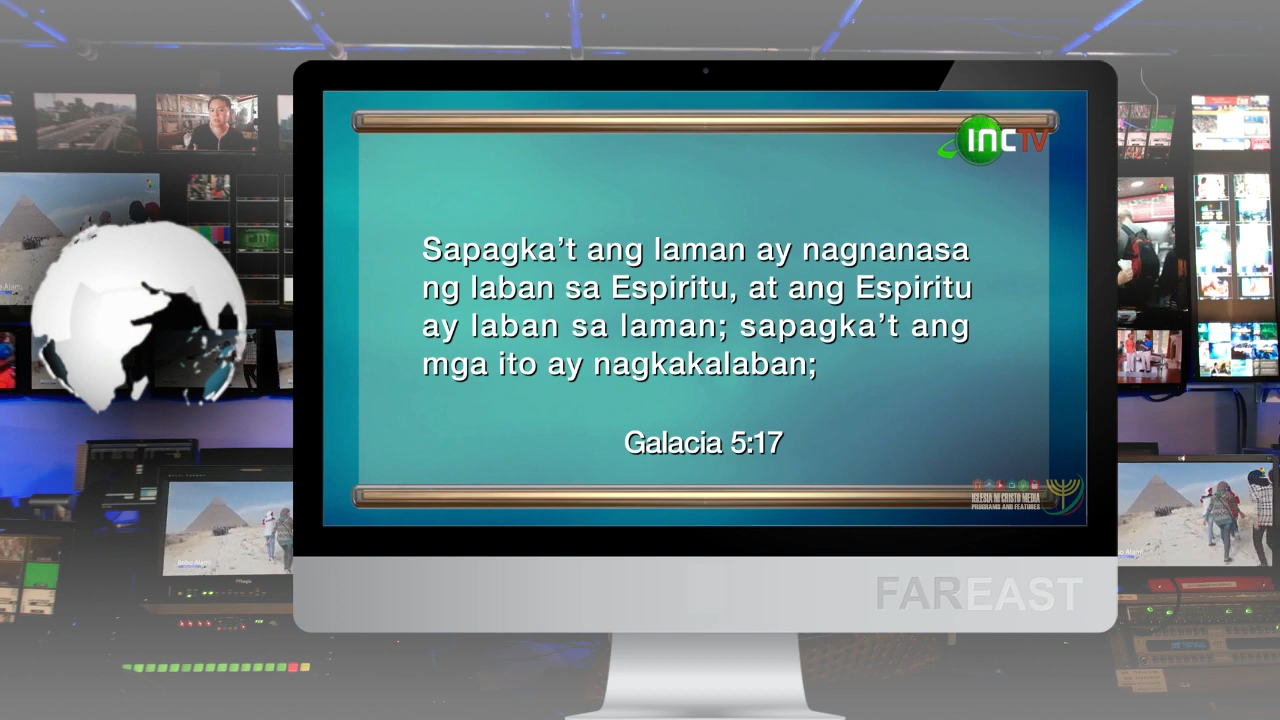 INCTV
Sapagka't ang laman ay nagnanasa
ng laban sa Espiritu, at ang Espiritu
ay laban sa laman; sapagka't ang
mga ito ay nagkakalaban;
Galacia 5:17
IGLESIA NI CRISTO MEDIA
PROGRAMS AND FEATURES
FAREAST